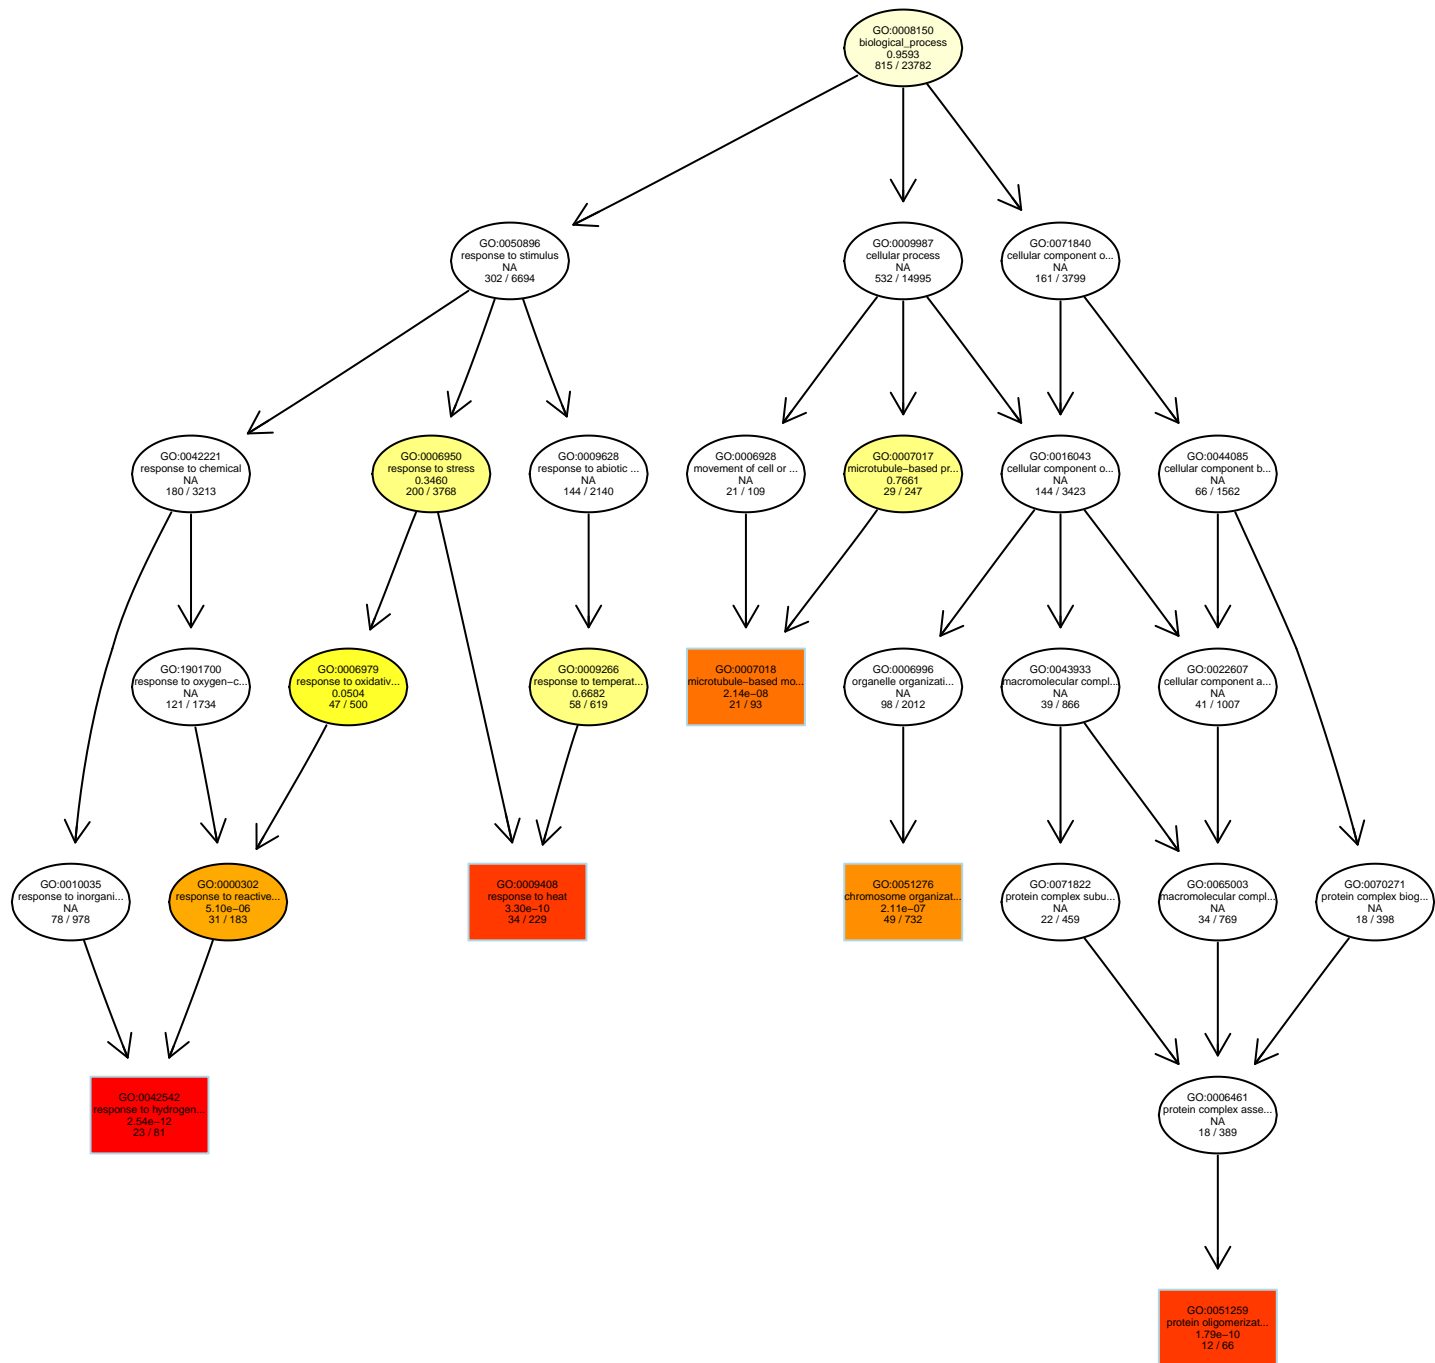 GO:0008150
biological_process
0.9593
815 / 23782
GO:0050896
response to stimulus
NA
302 / 6694
GO:0009987
cellular process
NA
532 / 14995
GO:0071840
cellular component o...
NA
161 / 3799
GO:0042221
response to chemical
NA
180 / 3213
GO:0006950
response to stress
0.3460
200 / 3768
GO:0009628
response to abiotic ...
NA
144 / 2140
GO:0006928
movement of cell or ...
NA
21 / 109
GO:0007017
microtubule−based pr...
0.7661
29 / 247
GO:0016043
cellular component o...
NA
144 / 3423
GO:0044085
cellular component b...
NA
66 / 1562
GO:1901700
response to oxygen−c...
NA
121 / 1734
GO:0006979
response to oxidativ...
0.0504
47 / 500
GO:0009266
response to temperat...
0.6682
58 / 619
GO:0007018
microtubule−based mo...
2.14e−08
21 / 93
GO:0006996
organelle organizati...
NA
98 / 2012
GO:0043933
macromolecular compl...
NA
39 / 866
GO:0022607
cellular component a...
NA
41 / 1007
GO:0010035
response to inorgani...
NA
78 / 978
GO:0000302
response to reactive...
5.10e−06
31 / 183
GO:0009408
response to heat
3.30e−10
34 / 229
GO:0051276
chromosome organizat...
2.11e−07
49 / 732
GO:0071822
protein complex subu...
NA
22 / 459
GO:0065003
macromolecular compl...
NA
34 / 769
GO:0070271
protein complex biog...
NA
18 / 398
GO:0042542
response to hydrogen...
2.54e−12
23 / 81
GO:0006461
protein complex asse...
NA
18 / 389
GO:0051259
protein oligomerizat...
1.79e−10
12 / 66